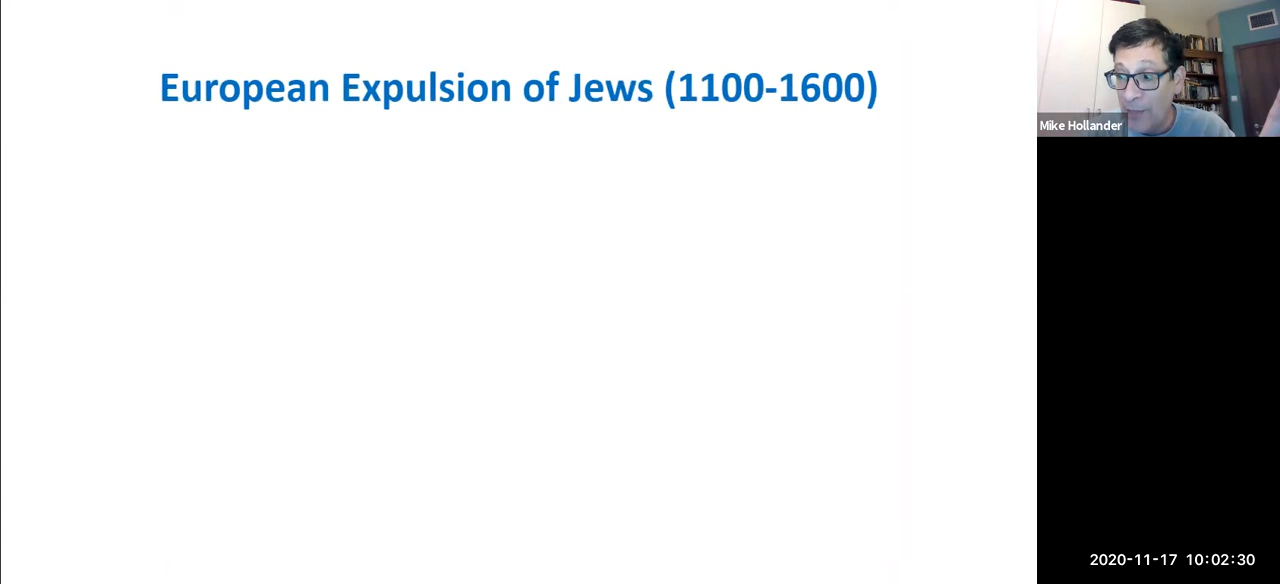 European Expulsion of Jews (1100-1600)
Mike Hollander
2020-11-17 10:02:30